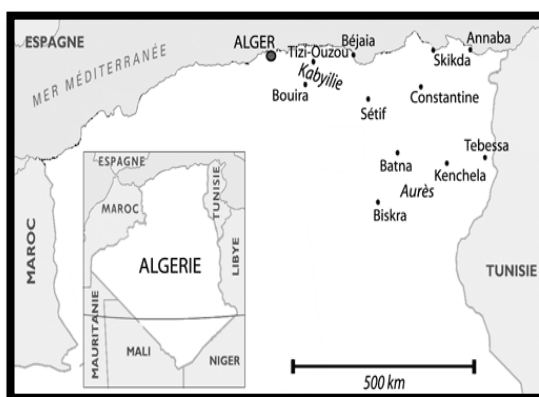 ESPAGNE
MER MÉDITERRANÉE
ALGER
Tizi-Ouzou
Béjaia
Skikda
Annaba
Kabyilie
Bouira
Sétif
Constantine
Batna
Kenchela
Tebessa
Aurès
Biskra
MAROC
TUNISIE
ESPAGNE
MAROC
TUNISIE
ALGERIE
LIBYE
MAURITANIE
MALI
NIGER
500 km